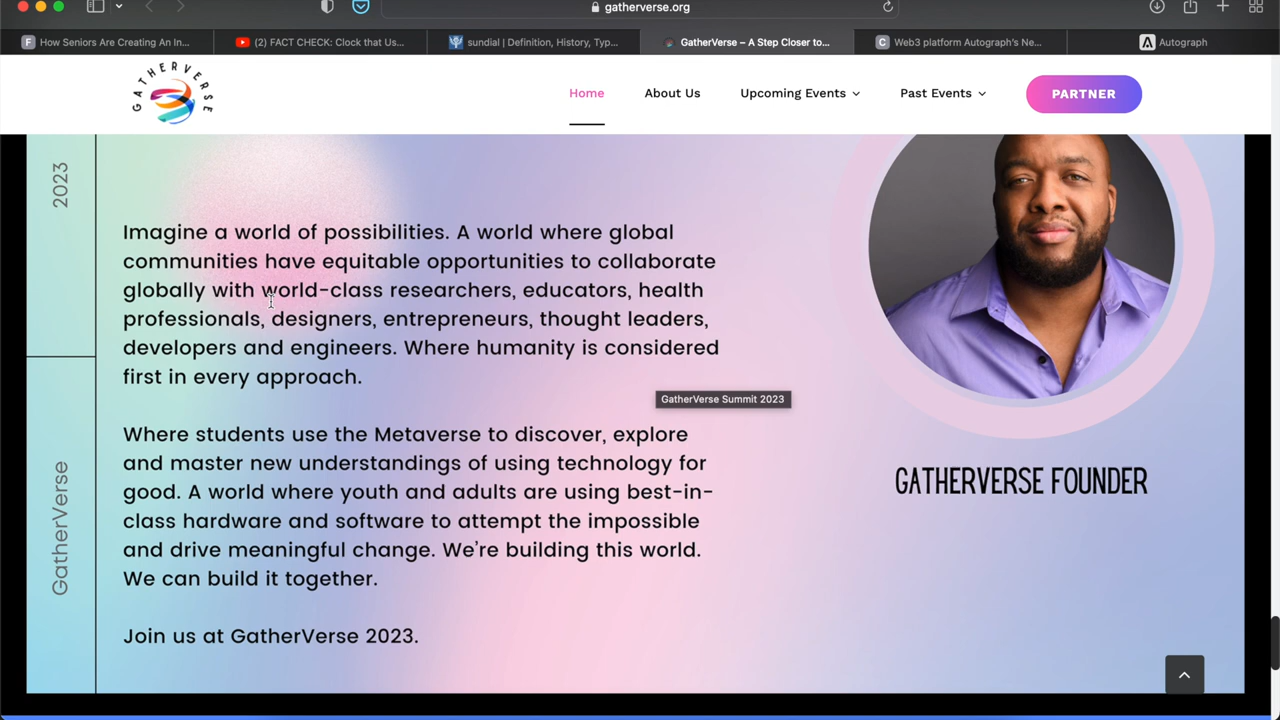 gatherverse.org
How Seniors Are Creating An In...
(2) FACT CHECK: Clock that Us...
sundial | Definition, History, Typ...
GatherVerse – A Step Closer to...
Web3 platform Autograph's Ne...
Autograph
GATHERVERSE
Home
About Us
Upcoming Events
Past Events
PARTNER
2023
GatherVerse
Imagine a world of possibilities. A world where global
communities have equitable opportunities to collaborate
globally with world-class researchers, educators, health
professionals, designers, entrepreneurs, thought leaders,
developers and engineers. Where humanity is considered
first in every approach.
GatherVerse Summit 2023
Where students use the Metaverse to discover, explore
and master new understandings of using technology for
good. A world where youth and adults are using best-in-
class hardware and software to attempt the impossible
and drive meaningful change. We're building this world.
We can build it together.
Join us at GatherVerse 2023.
GATHERVERSE FOUNDER